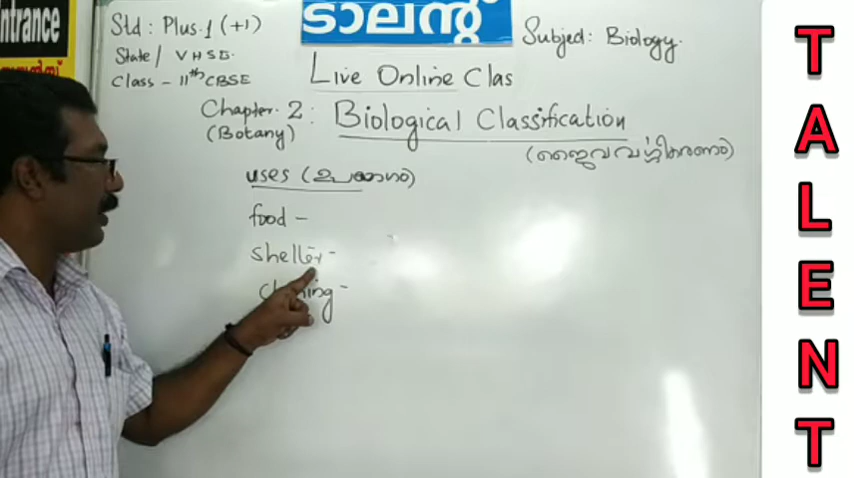 ntrance
ടാലന്റ്
Std : Plus.1 (+1)
State / VHSE.
Class - 11th CBSE
Subject: Biology.
Live Online Clas
Chapter. 2 : Biological Classification
(Botany)
(ജൈവവർഗ്ഗീകരണം)
uses (ഉപയോഗം)
food -
shelter -
TALENT